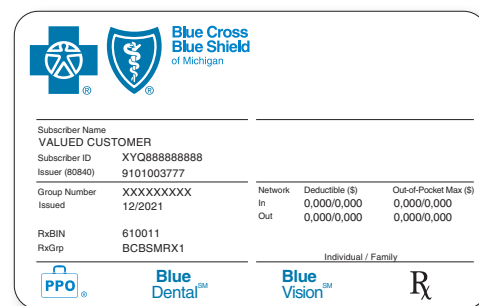 Blue Cross
Blue Shield
of Michigan
® ®
Subscriber Name
VALUED CUSTOMER
Subscriber ID XYQ888888888
Issuer (80840) 9101003777
Group Number XXXXXXXXX
Issued 12/2021
RxBIN 610011
RxGrp BCBSMRX1
Network Deductible ($) Out-of-Pocket Max ($)
In 0,000/0,000 0,000/0,000
Out 0,000/0,000 0,000/0,000
Individual / Family
PPO ®
Blue
Dental SM
Blue
Vision SM
Rx